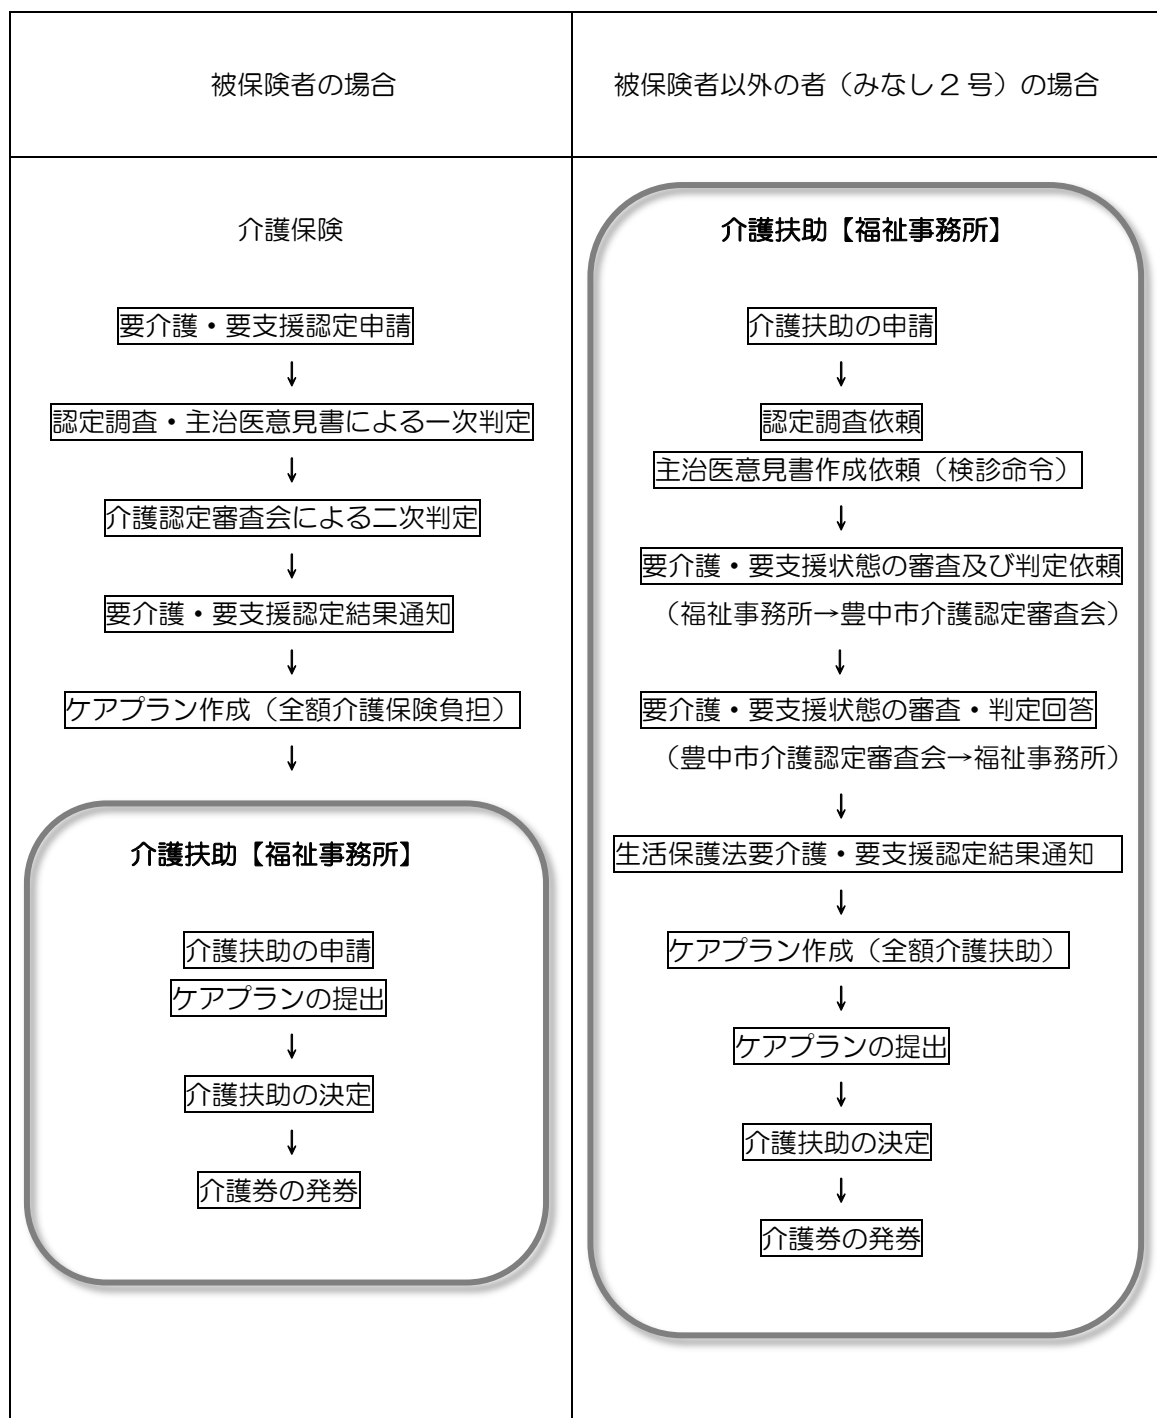 被保険者の場合
被保険者以外の者（みなし２号）の場合
介護保険
要介護・要支援認定申請
↓
認定調査・主治医意見書による一次判定
↓
介護認定審査会による二次判定
↓
要介護・要支援認定結果通知
↓
ケアプラン作成（全額介護保険負担）
↓
介護扶助【福祉事務所】
介護扶助の申請
ケアプランの提出
↓
介護扶助の決定
↓
介護券の発券
介護扶助【福祉事務所】
介護扶助の申請
↓
認定調査依頼
主治医意見書作成依頼（検診命令）
↓
要介護・要支援状態の審査及び判定依頼
（福祉事務所→豊中市介護認定審査会）
↓
要介護・要支援状態の審査・判定回答
（豊中市介護認定審査会→福祉事務所）
↓
生活保護法要介護・要支援認定結果通知
↓
ケアプラン作成（全額介護扶助）
↓
ケアプランの提出
↓
介護扶助の決定
↓
介護券の発券